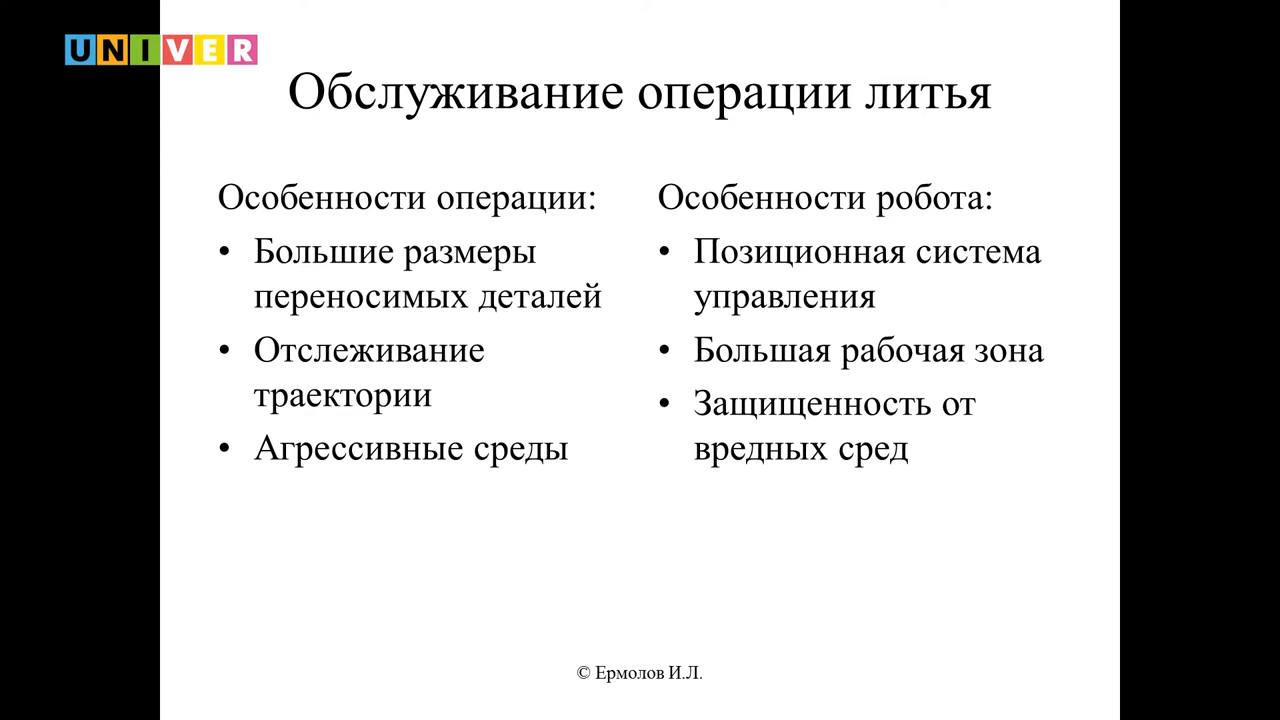 UNIVER
Обслуживание операции литья
Особенности операции:
• Большие размеры
переносимых деталей
• Отслеживание
траектории
• Агрессивные среды
Особенности робота:
• Позиционная система
управления
• Большая рабочая зона
• Защищенность от
вредных сред
© Ермолов И.Л.